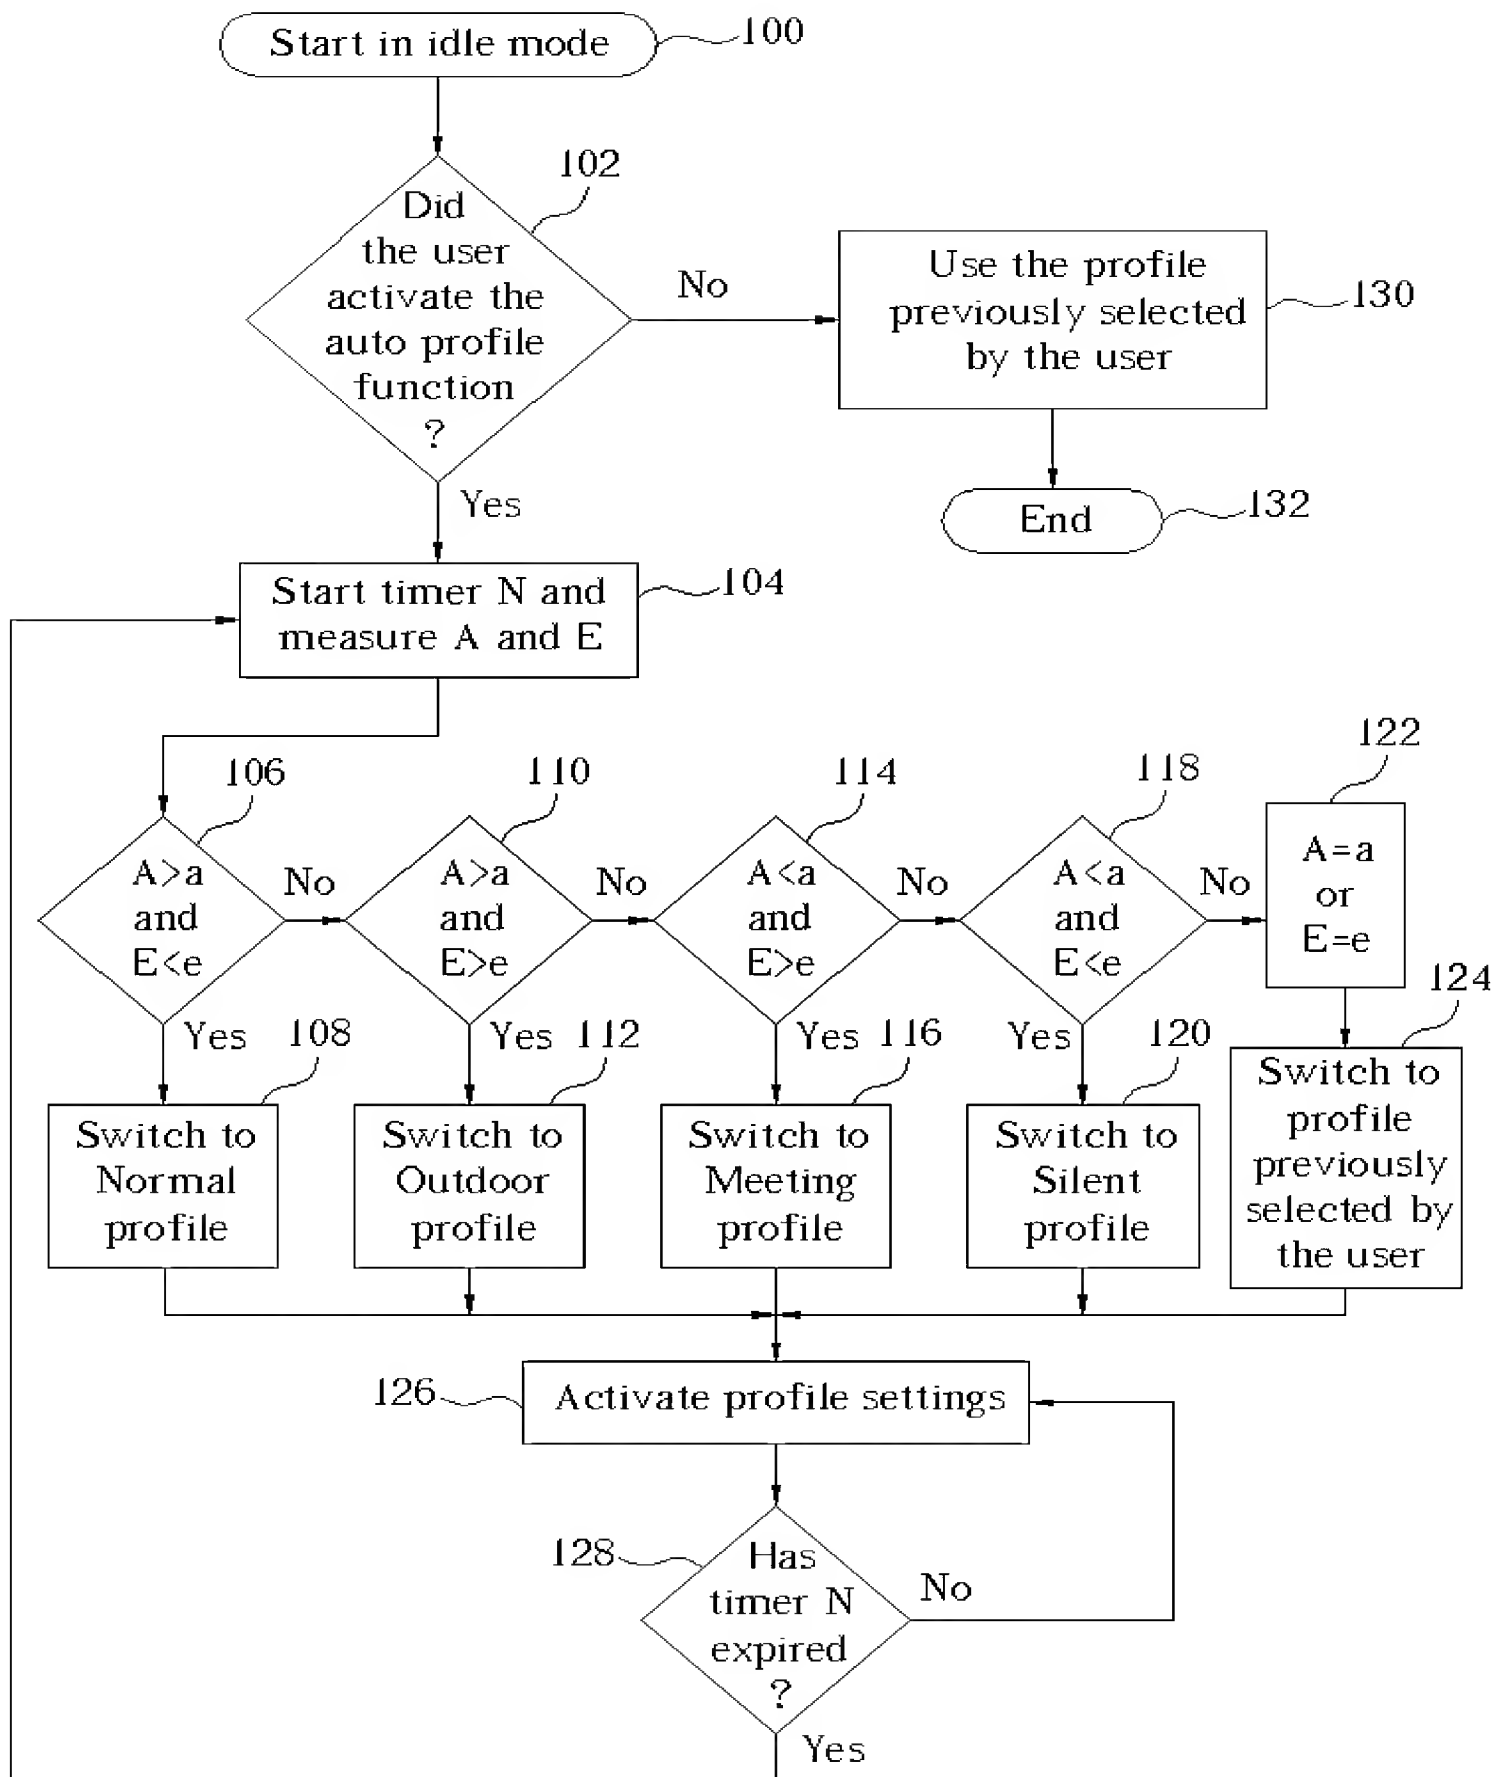 Start in idle mode
100
102
Did
the user
activate the
auto profile
function
?
No
Use the profile
previously selected
by the user
130
End
132
Yes
Start timer N and
measure A and E
104
106
A>a
and
E<e
No
110
A>a
and
E>e
No
114
A<a
and
E>e
No
118
A<a
and
E<e
No
122
A=a
or
E=e
Yes
108
Switch to
Normal
profile
Yes
112
Switch to
Outdoor
profile
Yes
116
Switch to
Meeting
profile
Yes
120
Switch to
Silent
profile
124
Switch to
profile
previously
selected by
the user
126
Activate profile settings
128
Has
timer N
expired
?
No
Yes